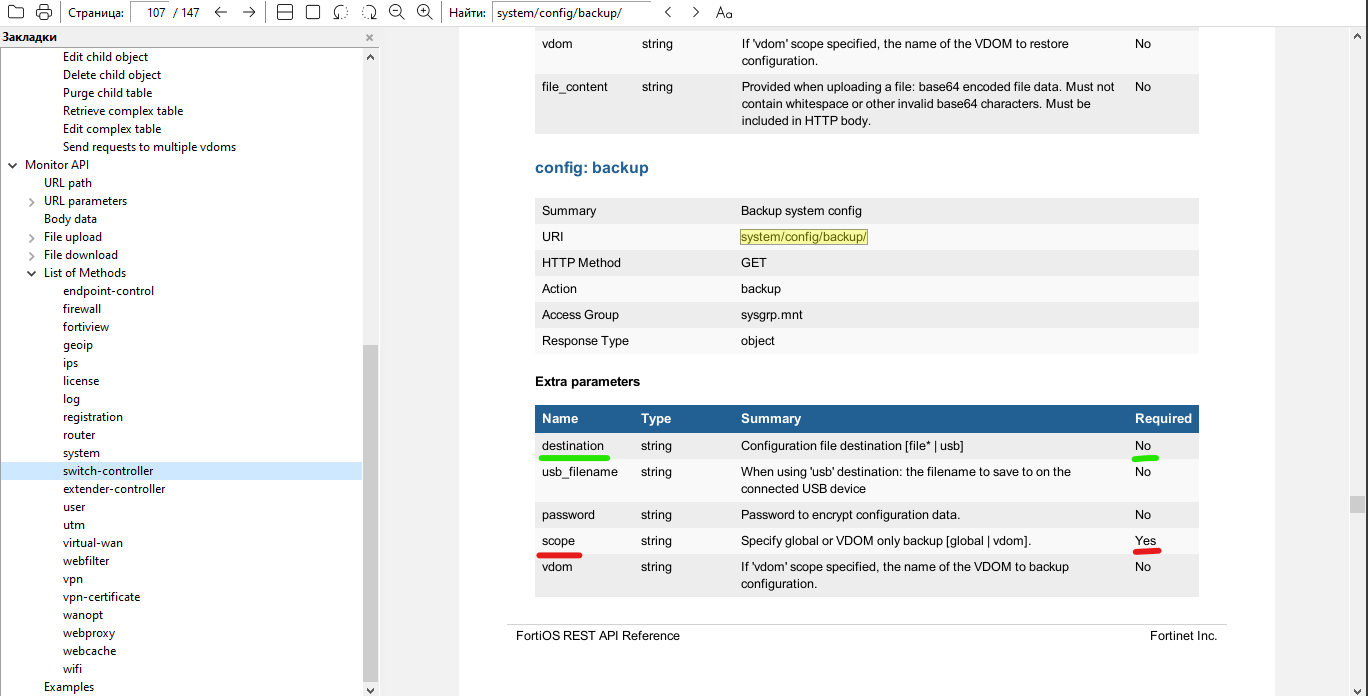 Страница: 107 / 147 Найти: system/config/backup/ Aa
Закладки
Edit child object
Delete child object
Purge child table
Retrieve complex table
Edit complex table
Send requests to multiple vdoms
Monitor API
URL path
URL parameters
Body data
File upload
File download
List of Methods
endpoint-control
firewall
fortiview
geoip
ips
license
log
registration
router
system
switch-controller
extender-controller
user
utm
virtual-wan
webfilter
vpn
vpn-certificate
wanopt
webproxy
webcache
wifi
Examples
vdom string If 'vdom' scope specified, the name of the VDOM to restore No
configuration.
file_content string Provided when uploading a file: base64 encoded file data. Must not No
contain whitespace or other invalid base64 characters. Must be
included in HTTP body.
config: backup
Summary Backup system config
URI system/config/backup/
HTTP Method GET
Action backup
Access Group sysgrp.mnt
Response Type object
Extra parameters
Name Type Summary Required
destination string Configuration file destination [file* | usb] No
usb_filename string When using 'usb' destination: the filename to save to on the No
connected USB device
password string Password to encrypt configuration data. No
scope string Specify global or VDOM only backup [global | vdom]. Yes
vdom string If 'vdom' scope specified, the name of the VDOM to backup No
configuration.
FortiOS REST API Reference Fortinet Inc.